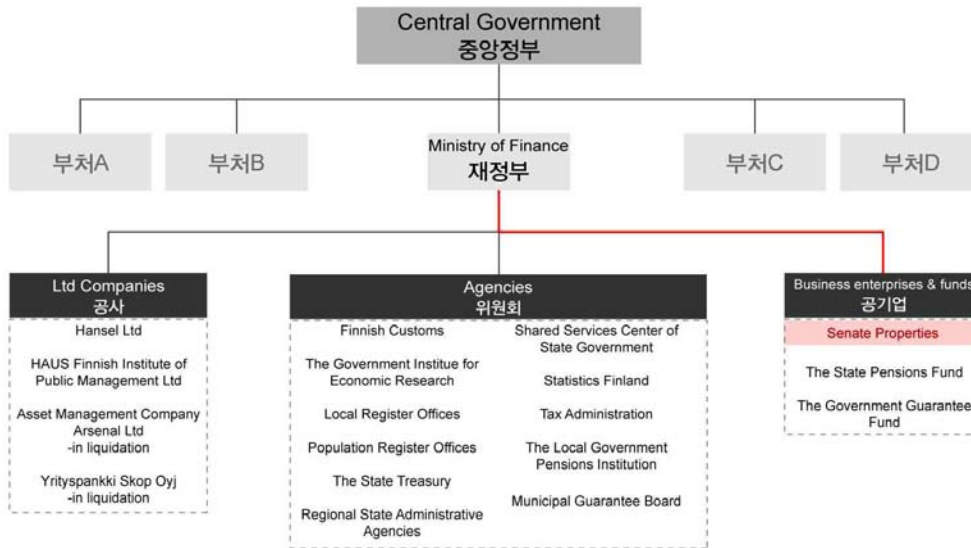 Central Government
중앙정부
부처A
부처B
Ministry of Finance
재정부
부처C
부처D
Ltd Companies
공사
Hansel Ltd
HAUS Finnish Institute of
Public Management Ltd
Asset Management Company
Arsenal Ltd
-in liquidation
Yrityspankki Skop Oyj
-in liquidation
Agencies
위원회
Finnish Customs
The Government Institue for
Economic Research
Local Register Offices
Population Register Offices
The State Treasury
Regional State Administrative
Agencies
Shared Services Center of
State Government
Statistics Finland
Tax Administration
The Local Government
Pensions Institution
Municipal Guarantee Board
Business enterprises & funds
공기업
Senate Properties
The State Pensions Fund
The Government Guarantee
Fund